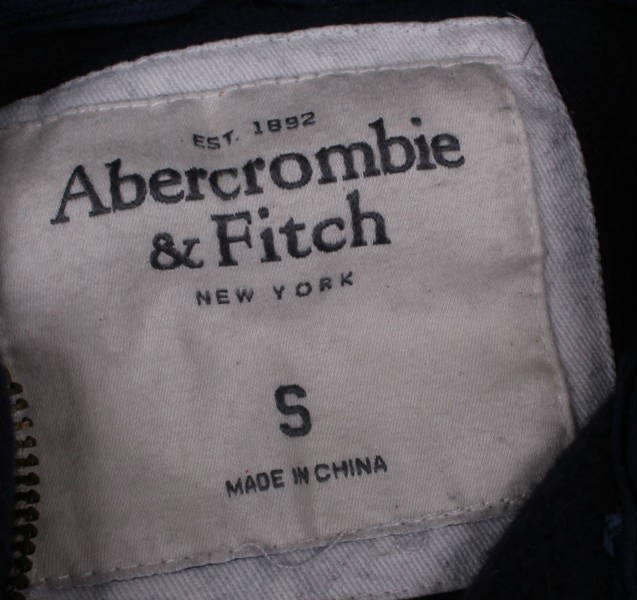 EST. 1892
Abercrombie
& Fitch
NEW YORK
S
MADE IN CHINA